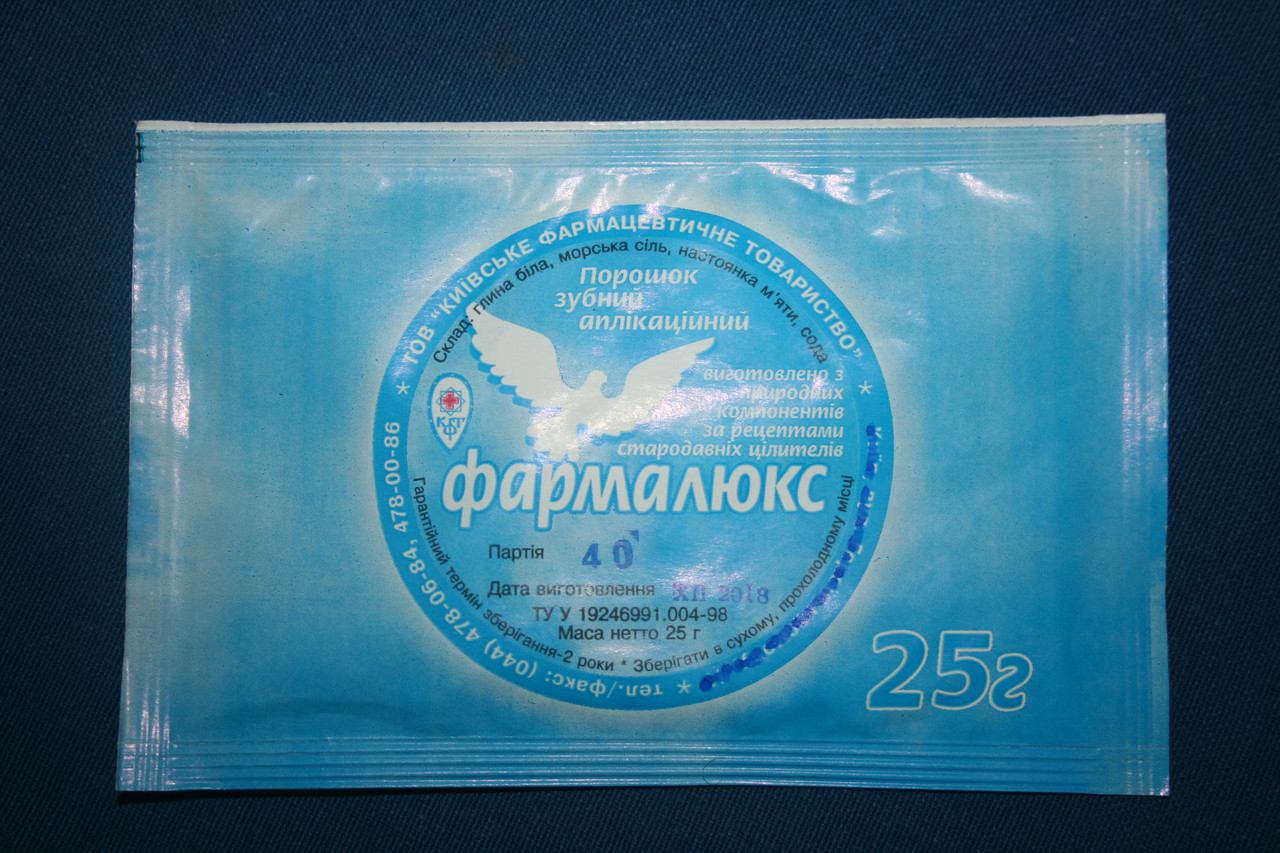 ТОВ "КИЇВСЬКЕ ФАРМАЦЕВТИЧНЕ ТОВАРИСТВО"
Склад: глина біла, морська сіль, настоянка м'яти, сода
Порошок
зубний
аплікаційний
виготовлено з
природних
компонентів
за рецептами
стародавніх цілителів
КФТ
фармалюкс
Партія 40
Дата виготовлення XII 2018
ТУ У 19246991.004-98
Маса нетто 25 г
Гарантійний термін зберігання-2 роки * Зберігати в сухому, прохолодному місці
* тел./факс: (044) 478-06-84, 478-00-86 *
25г